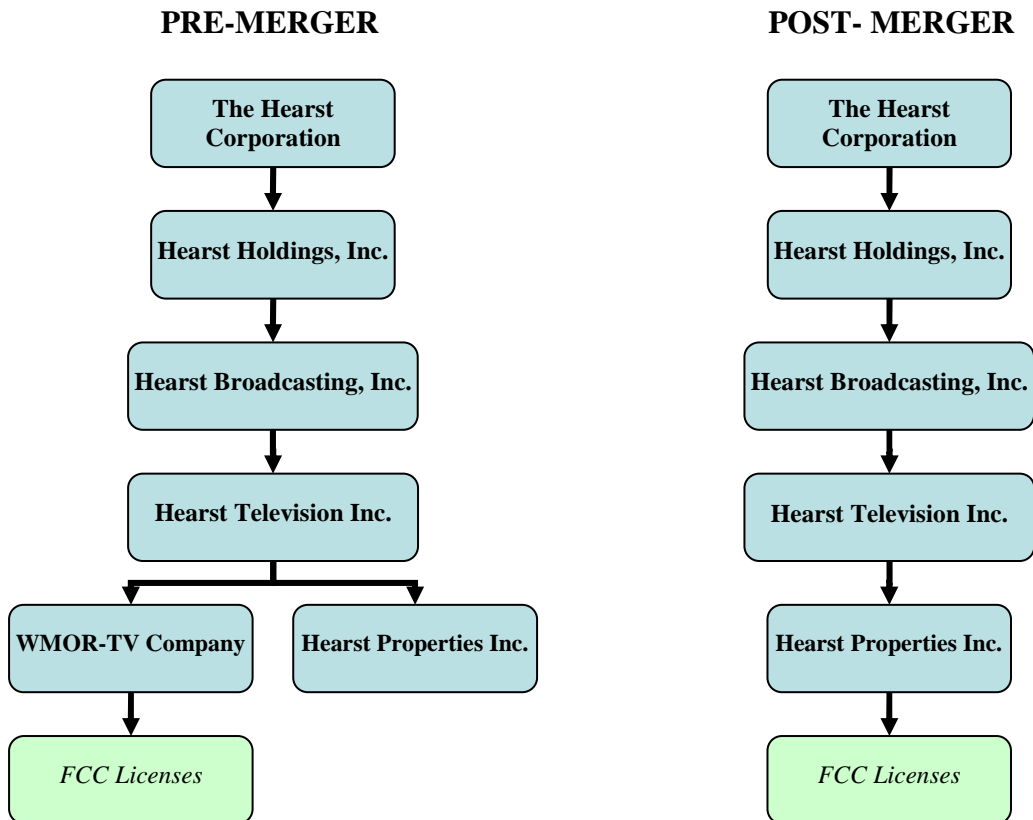 PRE-MERGER
The Hearst
Corporation
Hearst Holdings, Inc.
Hearst Broadcasting, Inc.
Hearst Television Inc.
WMOR-TV Company
Hearst Properties Inc.
FCC Licenses
POST- MERGER
The Hearst
Corporation
Hearst Holdings, Inc.
Hearst Broadcasting, Inc.
Hearst Television Inc.
Hearst Properties Inc.
FCC Licenses